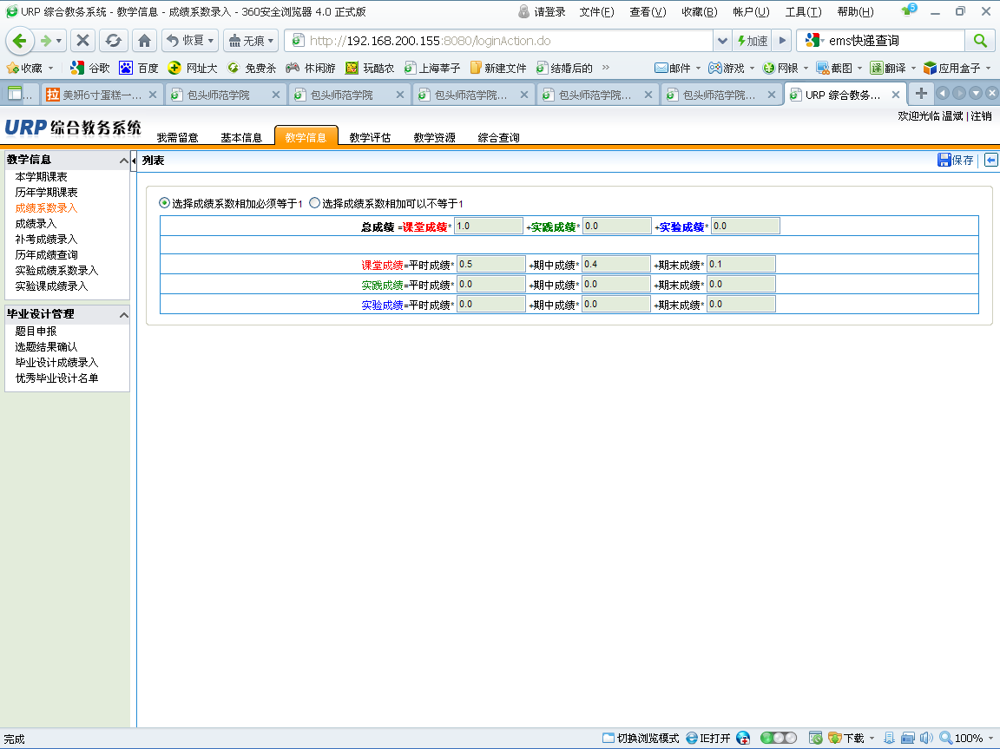 URP 综合教务系统 - 教学信息 - 成绩系数录入 - 360安全浏览器 4.0 正式版 请登录 文件(F) 查看(V) 收藏(B) 帐户(U) 工具(T) 帮助(H) 5
恢复 无痕 http://192.168.200.155:8080/loginAction.do 加速 ems快递查询
收藏 谷歌 百度 网址大 免费杀 休闲游 玩酷农 上海莘子 新建文件 结婚后的 » 邮件 游戏 网银 截图 翻译 应用盒子
... 拉 美妍6寸蛋糕一... 包头师范学院 包头师范学院 包头师范学院... 包头师范学院... 包头师范学院... URP 综合教务...
欢迎光临 温斌 | 注销
URP 综合教务系统 我需留意 基本信息 教学信息 教学评估 教学资源 综合查询
教学信息
本学期课表
历年学期课表
成绩系数录入
成绩录入
补考成绩录入
历年成绩查询
实验成绩系数录入
实验课成绩录入
毕业设计管理
题目申报
选题结果确认
毕业设计成绩录入
优秀毕业设计名单
列表 保存
选择成绩系数相加必须等于1 选择成绩系数相加可以不等于1
总成绩 =课堂成绩* 1.0 +实践成绩* 0.0 +实验成绩* 0.0
课堂成绩=平时成绩* 0.5 +期中成绩* 0.4 +期末成绩* 0.1
实践成绩=平时成绩* 0.0 +期中成绩* 0.0 +期末成绩* 0.0
实验成绩=平时成绩* 0.0 +期中成绩* 0.0 +期末成绩* 0.0
完成 切换浏览模式 IE打开 下载 100%